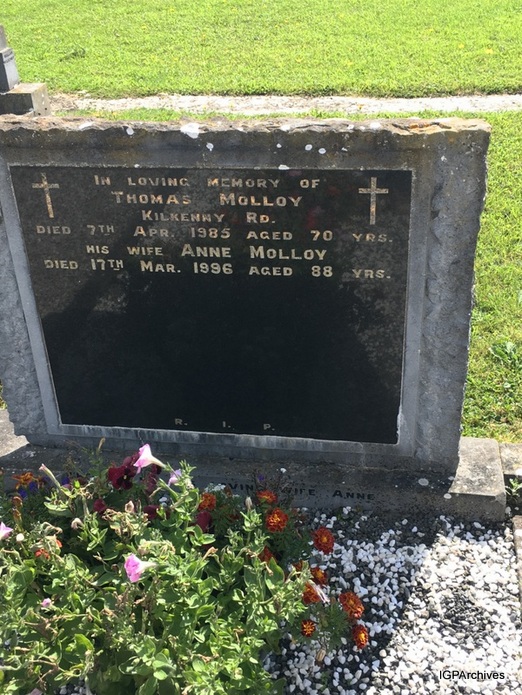 In loving memory of
Thomas Molloy
Kilkenny Rd.
died 7th Apr. 1985 aged 70 yrs.
his wife Anne Molloy
died 17th Mar. 1996 aged 88 yrs.
R. I. P.
wife Anne
IGPArchives